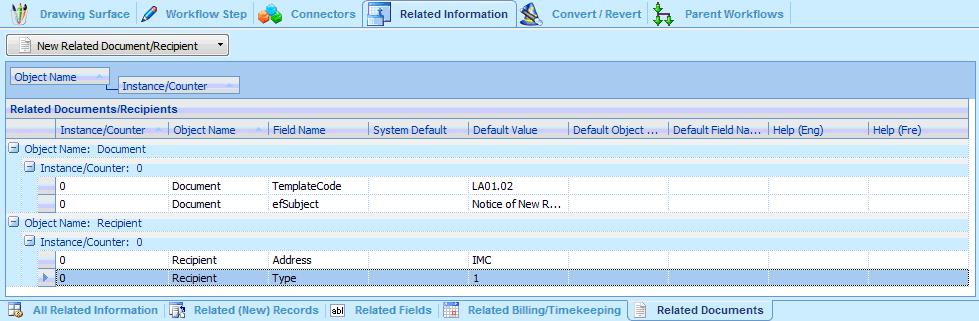 Drawing Surface Workflow Step Connectors Related Information Convert / Revert Parent Workflows
New Related Document/Recipient
Object Name
Instance/Counter
Related Documents/Recipients
Instance/Counter Object Name Field Name System Default Default Value Default Object ... Default Field Na... Help (Eng) Help (Fre)
Object Name: Document
Instance/Counter: 0
0 Document TemplateCode LA01.02
0 Document efSubject Notice of New R...
Object Name: Recipient
Instance/Counter: 0
0 Recipient Address IMC
0 Recipient Type 1
All Related Information Related (New) Records abl Related Fields Related Billing/Timekeeping Related Documents